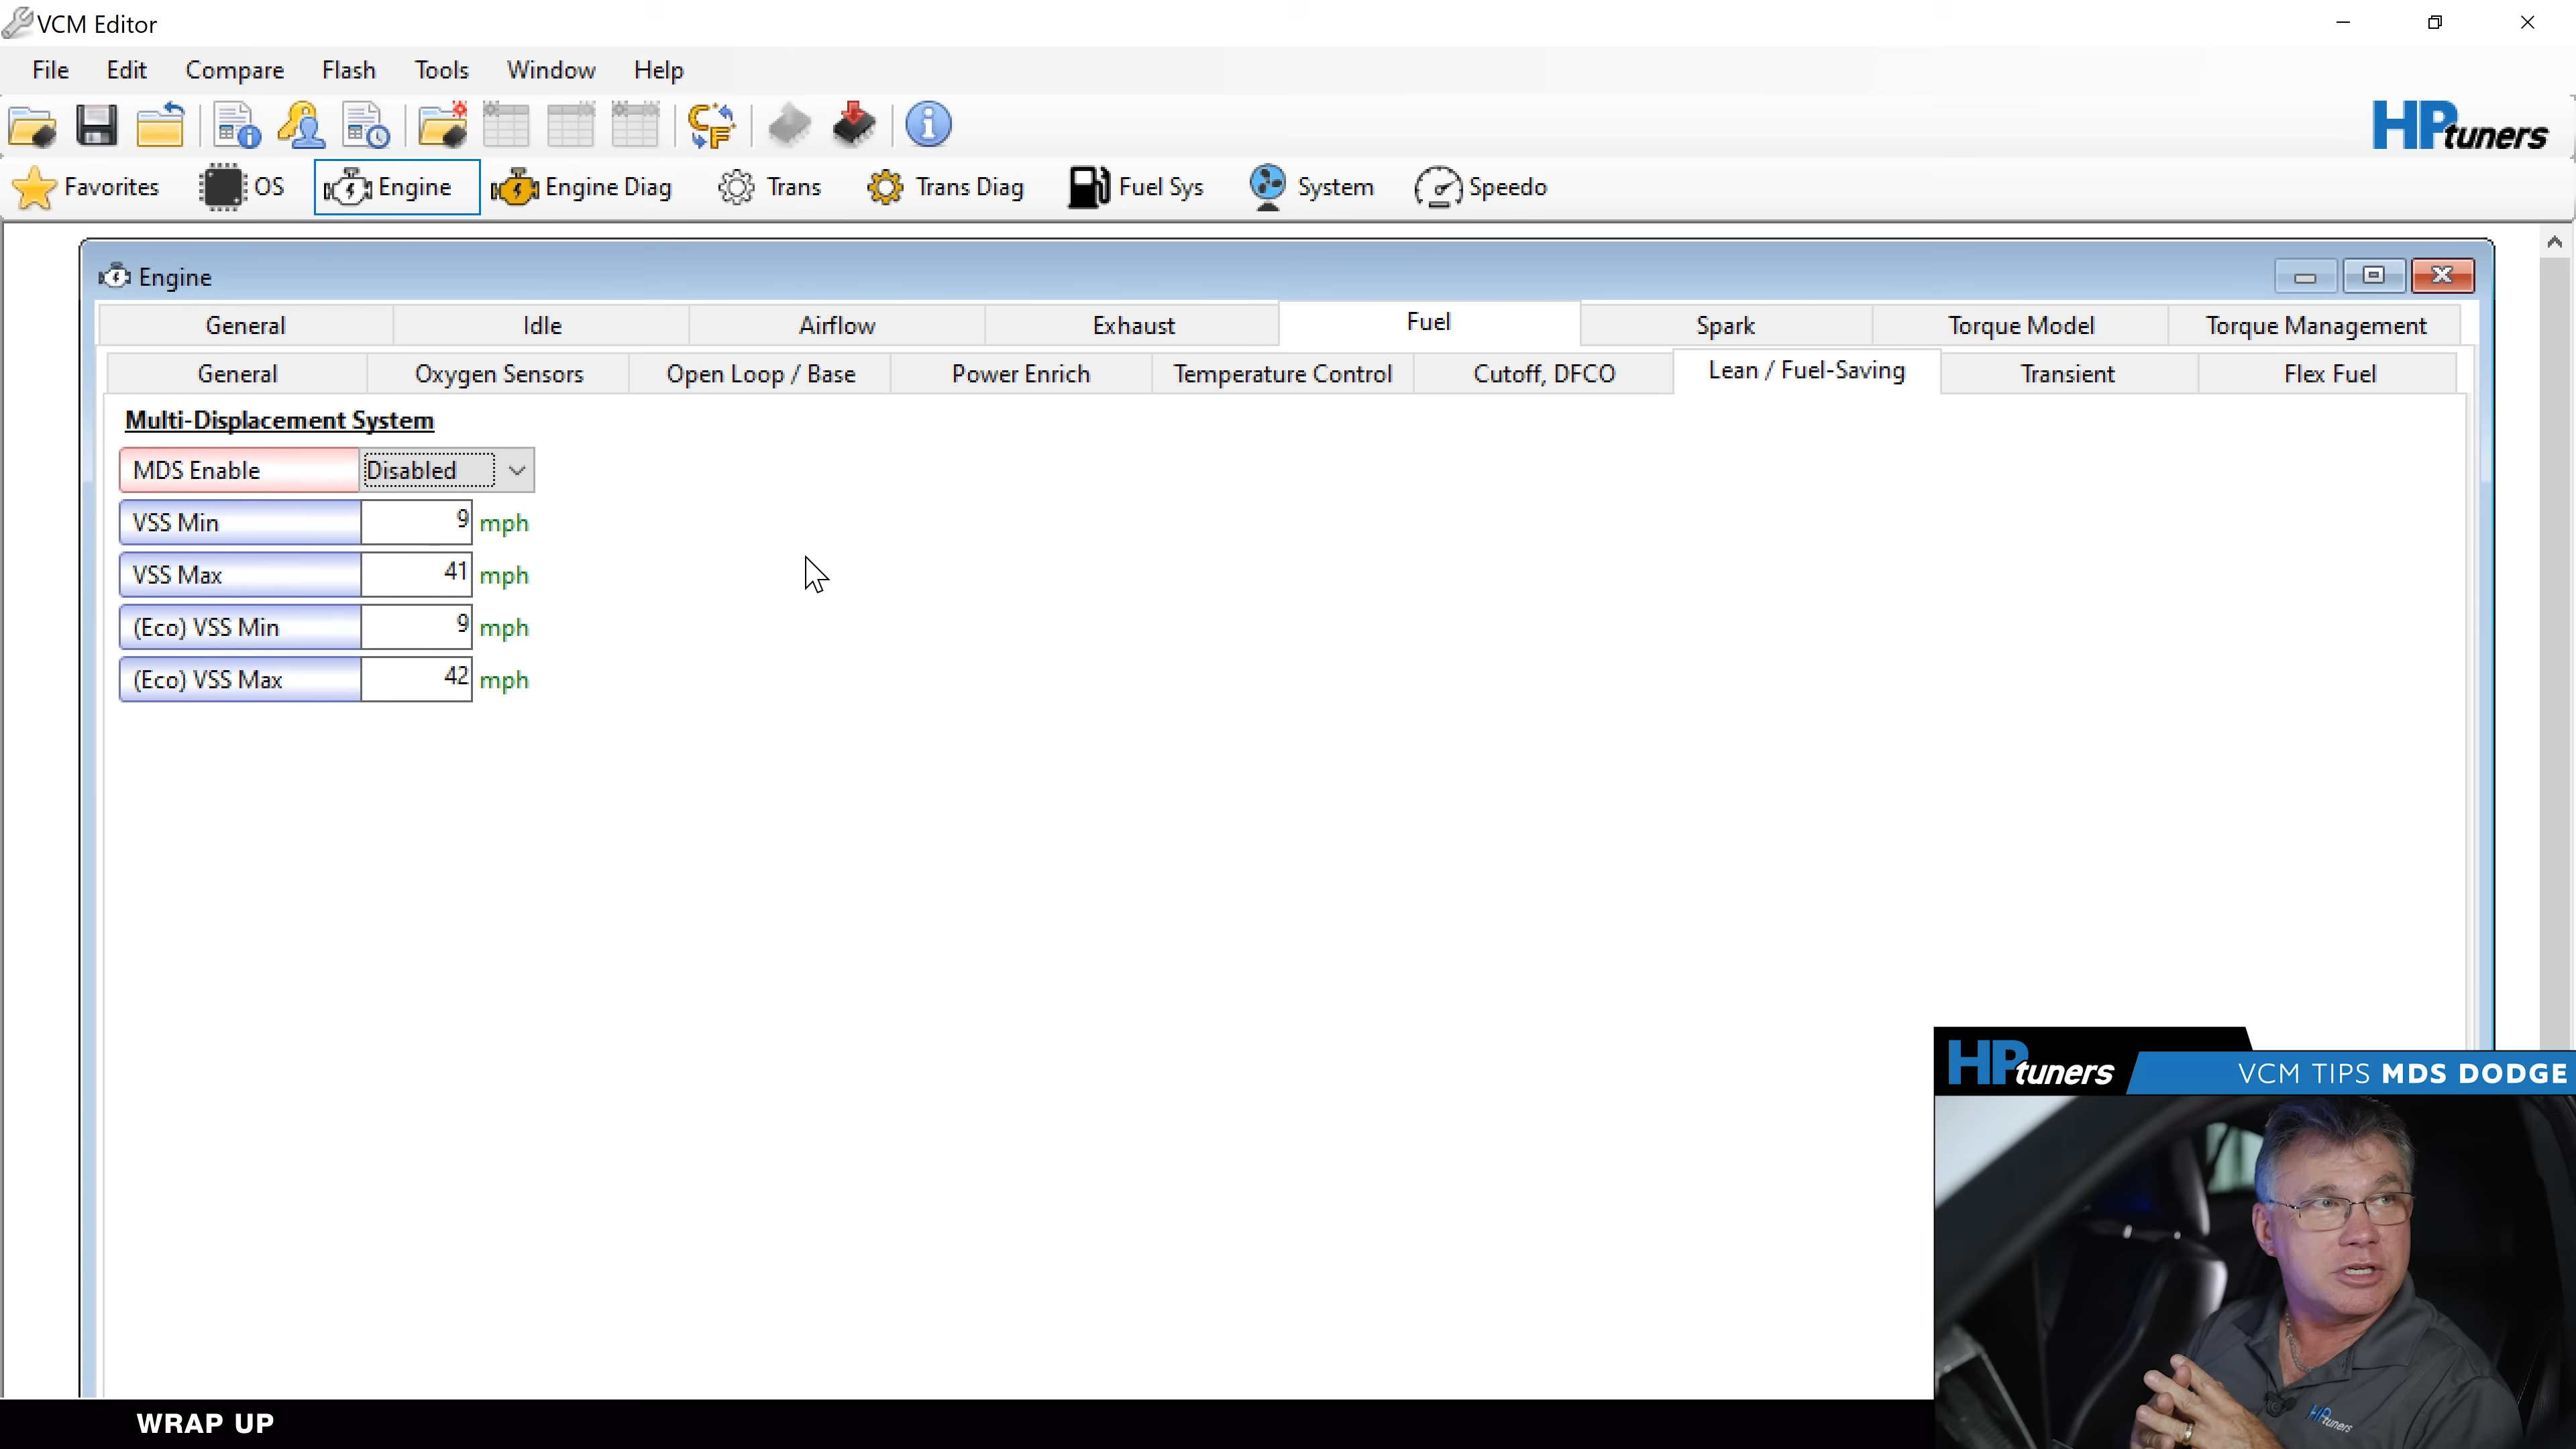 VCM Editor
File Edit Compare Flash Tools Window Help
HPtuners
Favorites OS Engine Engine Diag Trans Trans Diag Fuel Sys System Speedo
Engine
General Idle Airflow Exhaust Fuel Spark Torque Model Torque Management
General Oxygen Sensors Open Loop / Base Power Enrich Temperature Control Cutoff, DFCO Lean / Fuel-Saving Transient Flex Fuel
Multi-Displacement System
MDS Enable Disabled
VSS Min 9 mph
VSS Max 41 mph
(Eco) VSS Min 9 mph
(Eco) VSS Max 42 mph
HPtuners VCM TIPS MDS DODGE
HPtuners
WRAP UP